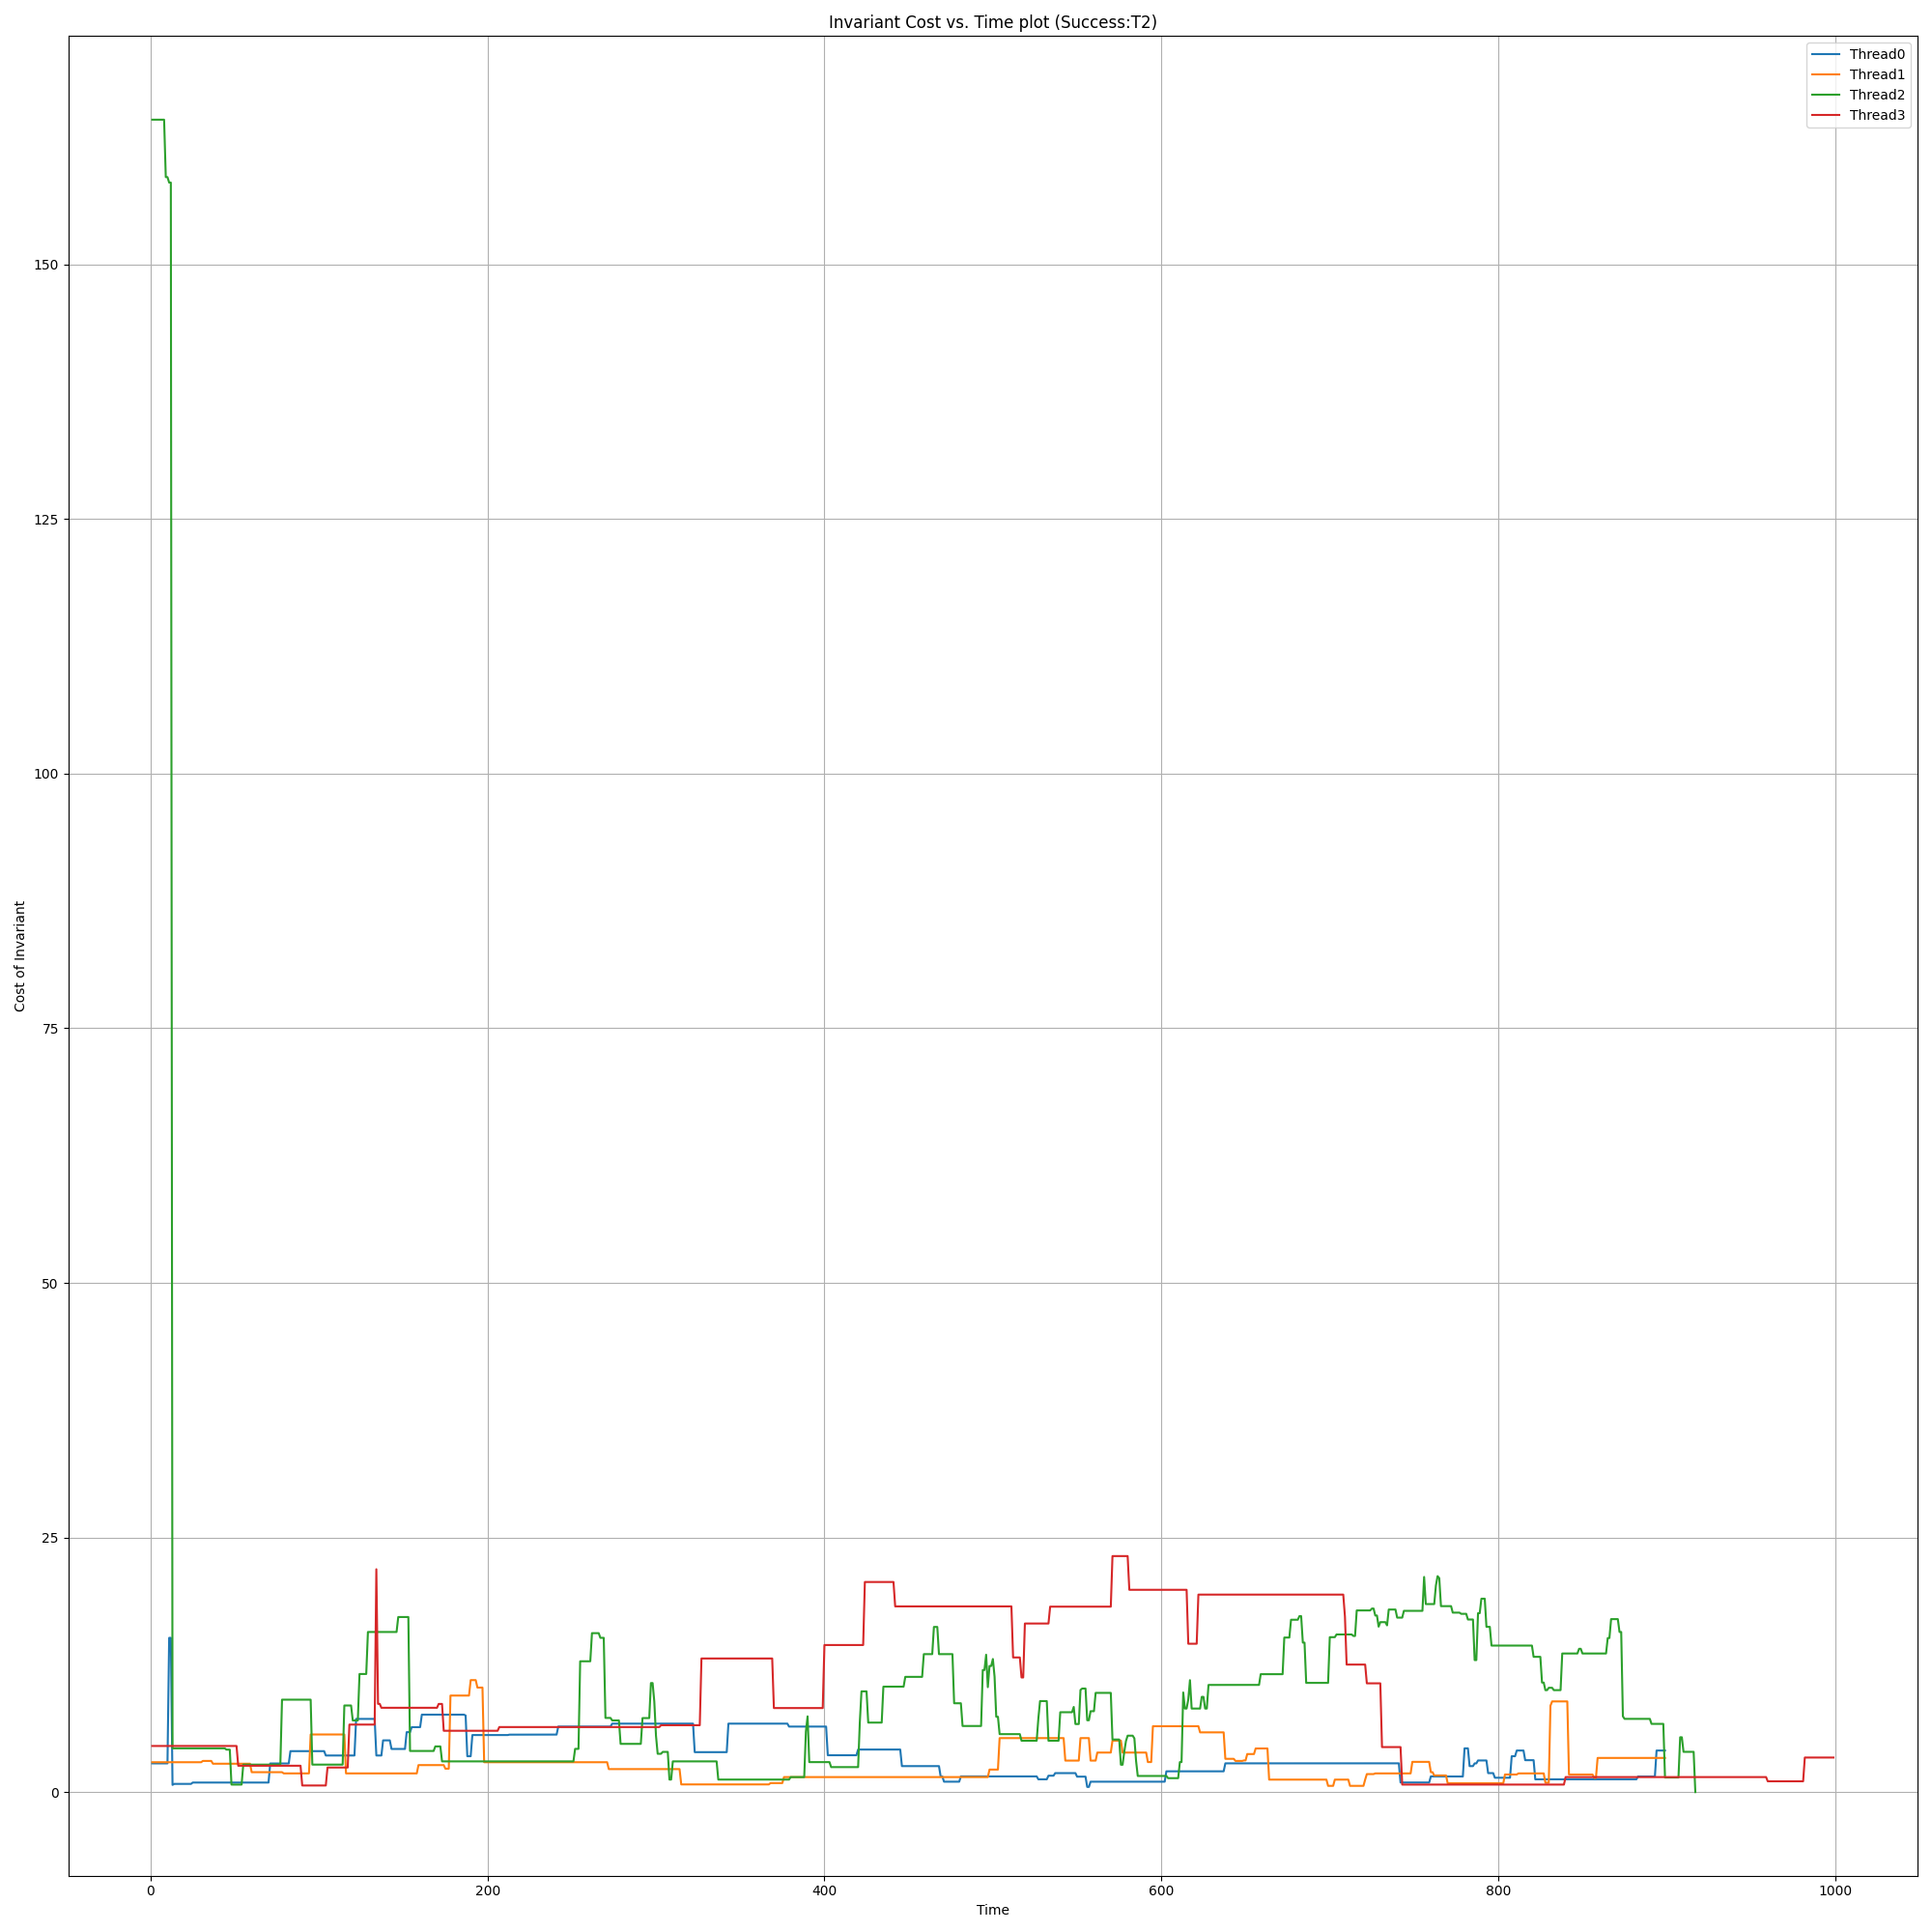 Invariant Cost vs. Time plot (Success:T2)
Thread0
Thread1
Thread2
Thread3
150
125
100
75
50
25
0
Cost of Invariant
0 200 400 600 800 1000
Time